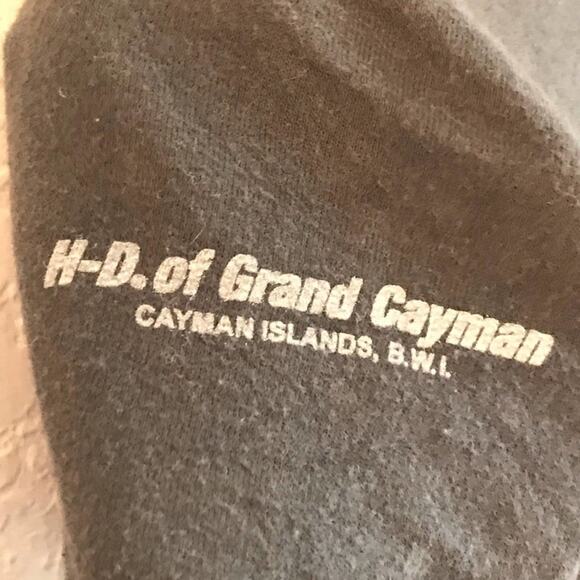 H-D. of Grand Cayman
CAYMAN ISLANDS, B.W.I.